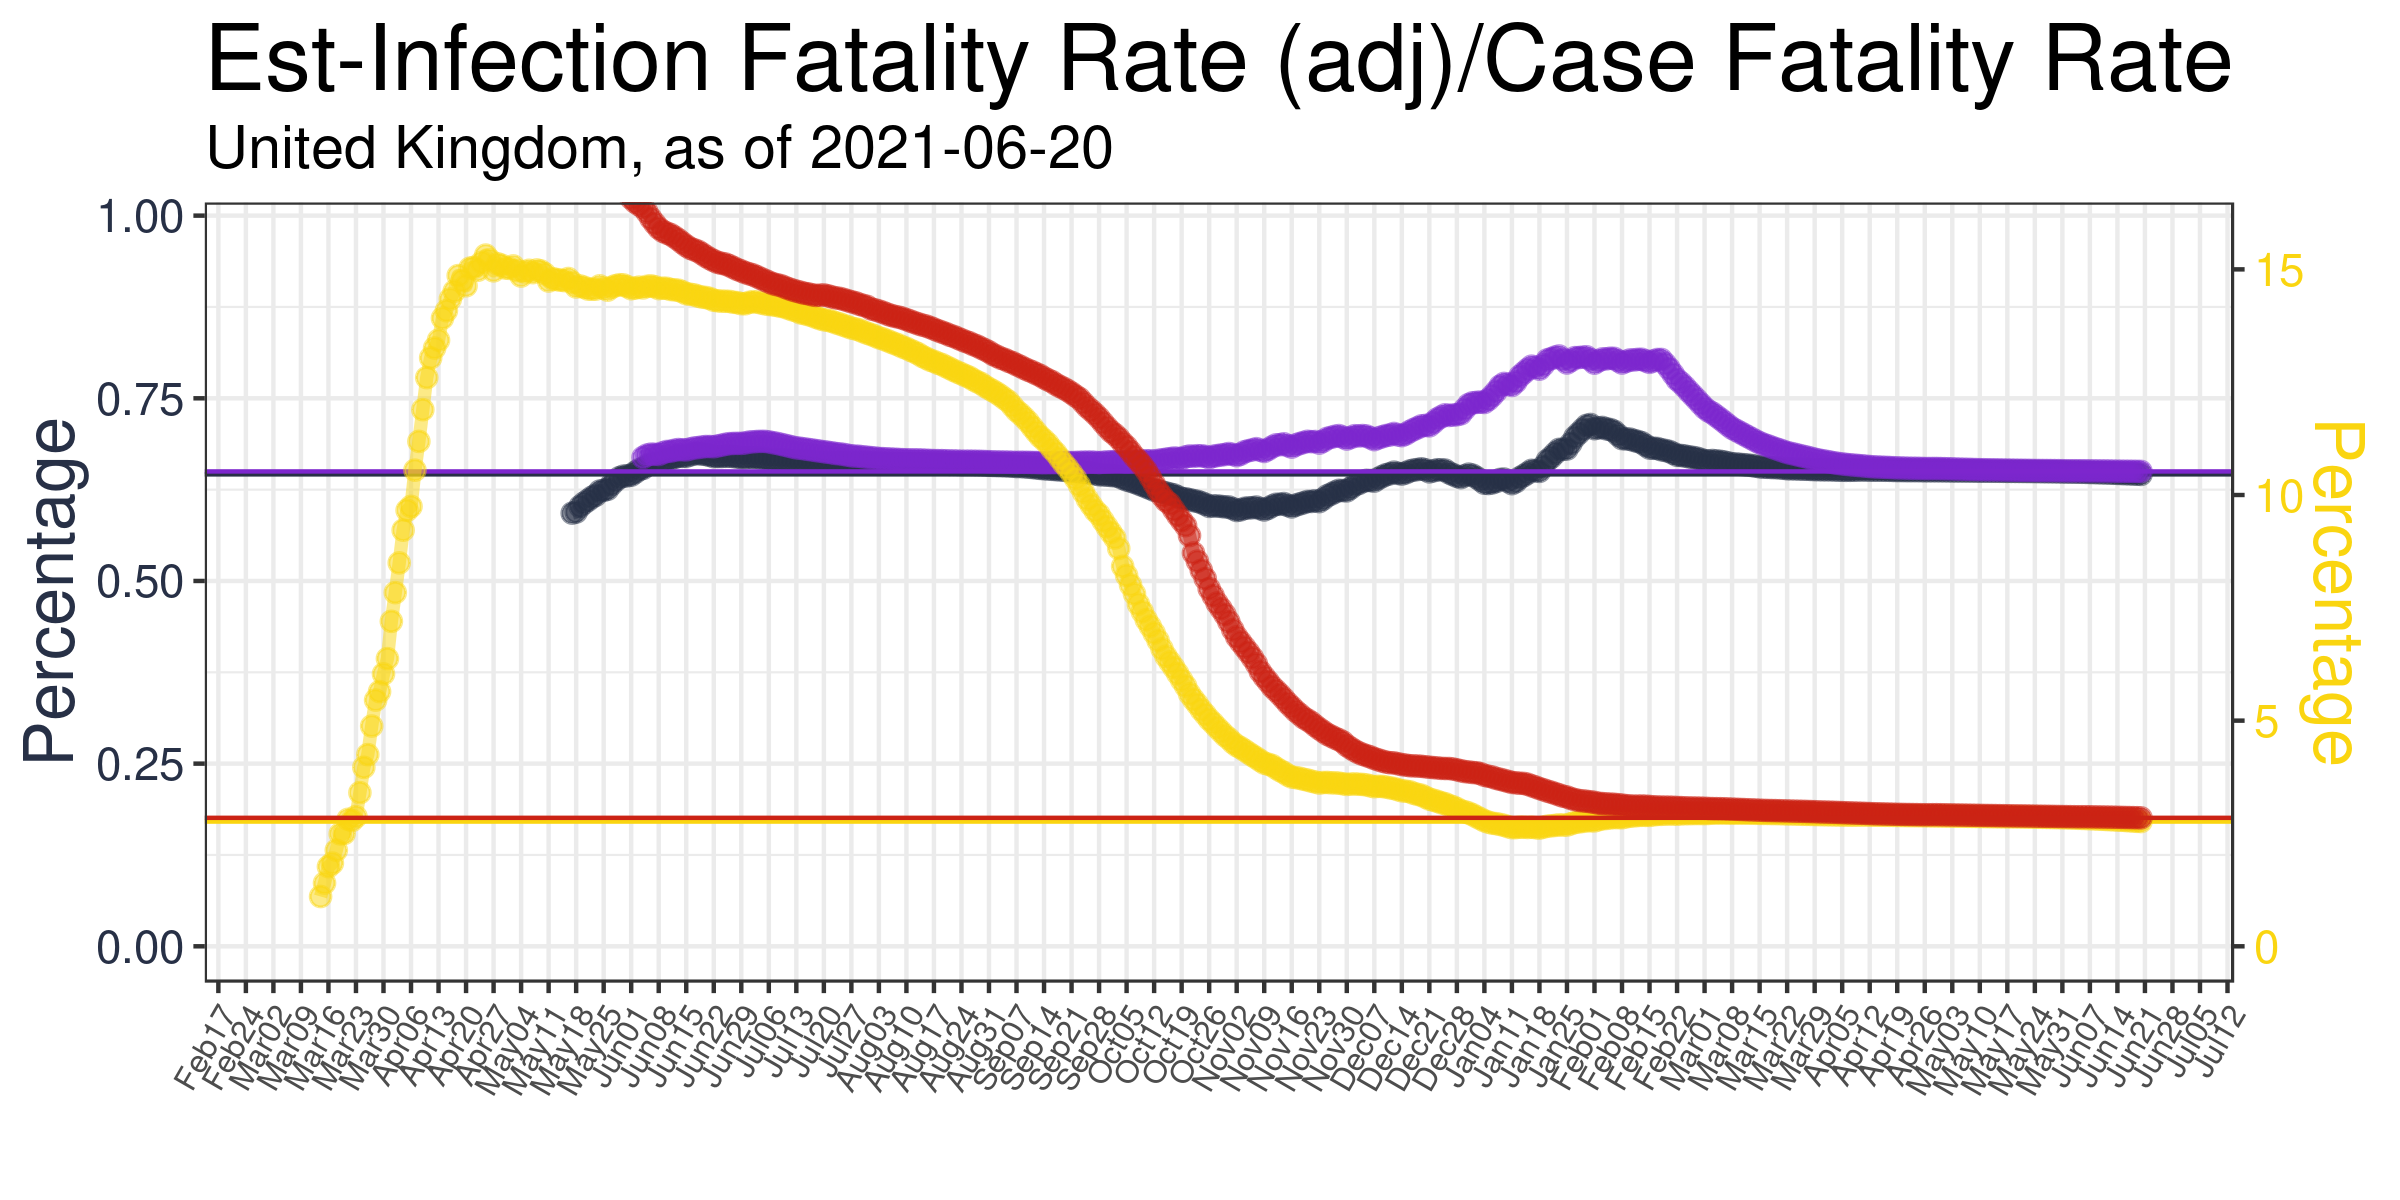 Est-Infection Fatality Rate (adj)/Case Fatality Rate
United Kingdom, as of 2021-06-20
Percentage
1.00
0.75
0.50
0.25
0.00
15
10
5
0
Percentage
Feb17
Feb24
Mar02
Mar09
Mar16
Mar23
Mar30
Apr06
Apr13
Apr20
Apr27
May04
May11
May18
May25
Jun01
Jun08
Jun15
Jun22
Jun29
Jul06
Jul13
Jul20
Jul27
Aug03
Aug10
Aug17
Aug24
Aug31
Sep07
Sep14
Sep21
Sep28
Oct05
Oct12
Oct19
Oct26
Nov02
Nov09
Nov16
Nov23
Nov30
Dec07
Dec14
Dec21
Dec28
Jan04
Jan11
Jan18
Jan25
Feb01
Feb08
Feb15
Feb22
Mar01
Mar08
Mar15
Mar22
Mar29
Apr05
Apr12
Apr19
Apr26
May03
May10
May17
May24
May31
Jun07
Jun14
Jun21
Jun28
Jul05
Jul12